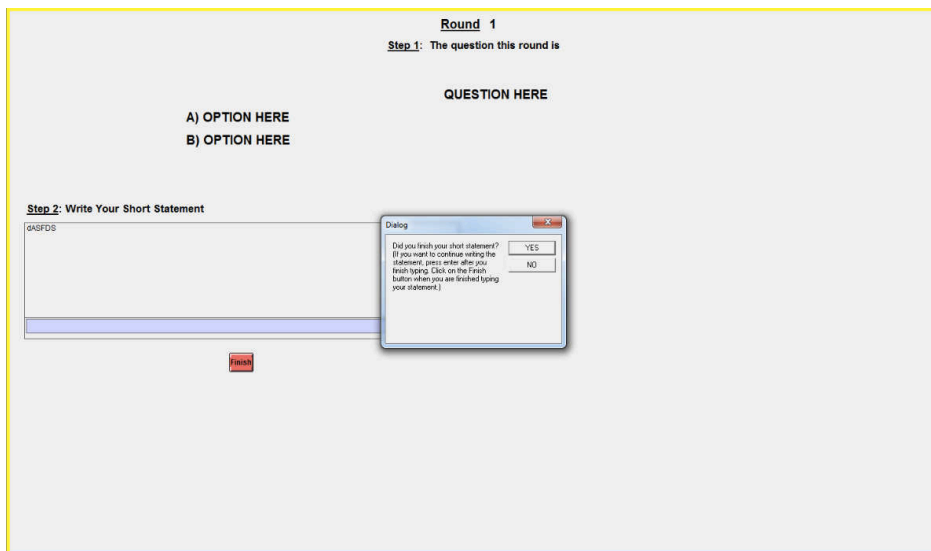 Round 1
Step 1: The question this round is
QUESTION HERE
A) OPTION HERE
B) OPTION HERE
Step 2: Write Your Short Statement
dASFDS
Dialog
Did you finish your short statement?
(If you want to continue writing the
statement, press enter after you
finish typing. Click on the Finish
button when you are finished typing
your statement.)
YES
NO
Finish